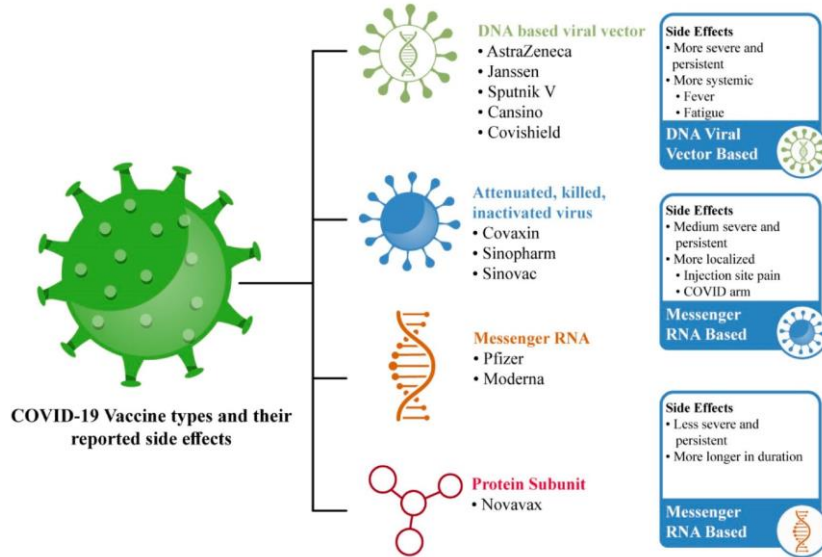 COVID-19 Vaccine types and their
reported side effects
DNA based viral vector
• AstraZeneca
• Janssen
• Sputnik V
• Cansino
• Covishield
Attenuated, killed,
inactivated virus
• Covaxin
• Sinopharm
• Sinovac
Messenger RNA
• Pfizer
• Moderna
Protein Subunit
• Novavax
Side Effects
• More severe and
persistent
• More systemic
• Fever
• Fatigue
DNA Viral
Vector Based
Side Effects
• Medium severe and
persistent
• More localized
• Injection site pain
• COVID arm
Messenger
RNA Based
Side Effects
• Less severe and
persistent
• More longer in duration
Messenger
RNA Based